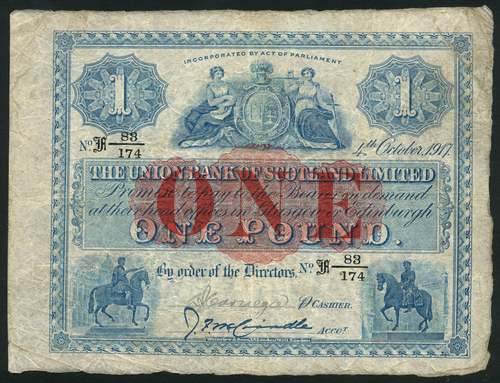 INCORPORATED BY ACT OF PARLIAMENT
1 1
4th October, 1917.
No F 83/174
THE UNION BANK OF SCOTLAND LIMITED
Promise to pay to the Bearer on demand
at their head offices in Glasgow or Edinburgh
ONE
ONE POUND.
By order of the Directors. No F 83/174
CASHIER.
ACCOT